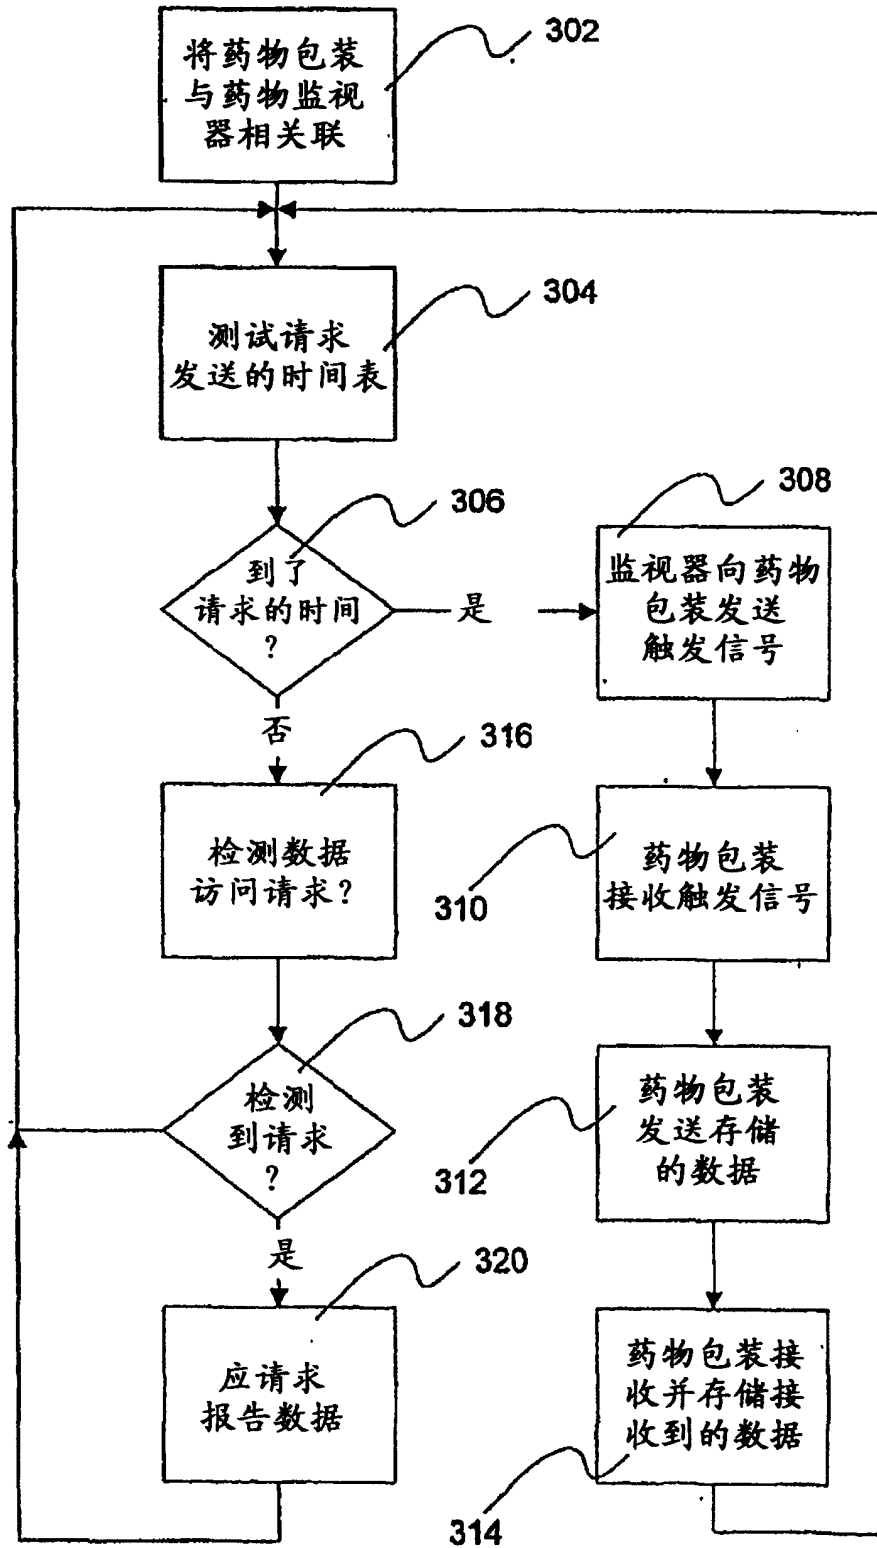 302
将药物包装
与药物监视
器相关联
304
测试请求
发送的时间表
306
到了
请求的时间
?
是
308
监视器向药物
包装发送
触发信号
否
316
检测数据
访问请求?
310
药物包装
接收触发信号
318
检测
到请求
?
312
药物包装
发送存储
的数据
是
320
应请求
报告数据
314
药物包装接
收并存储接
收到的数据